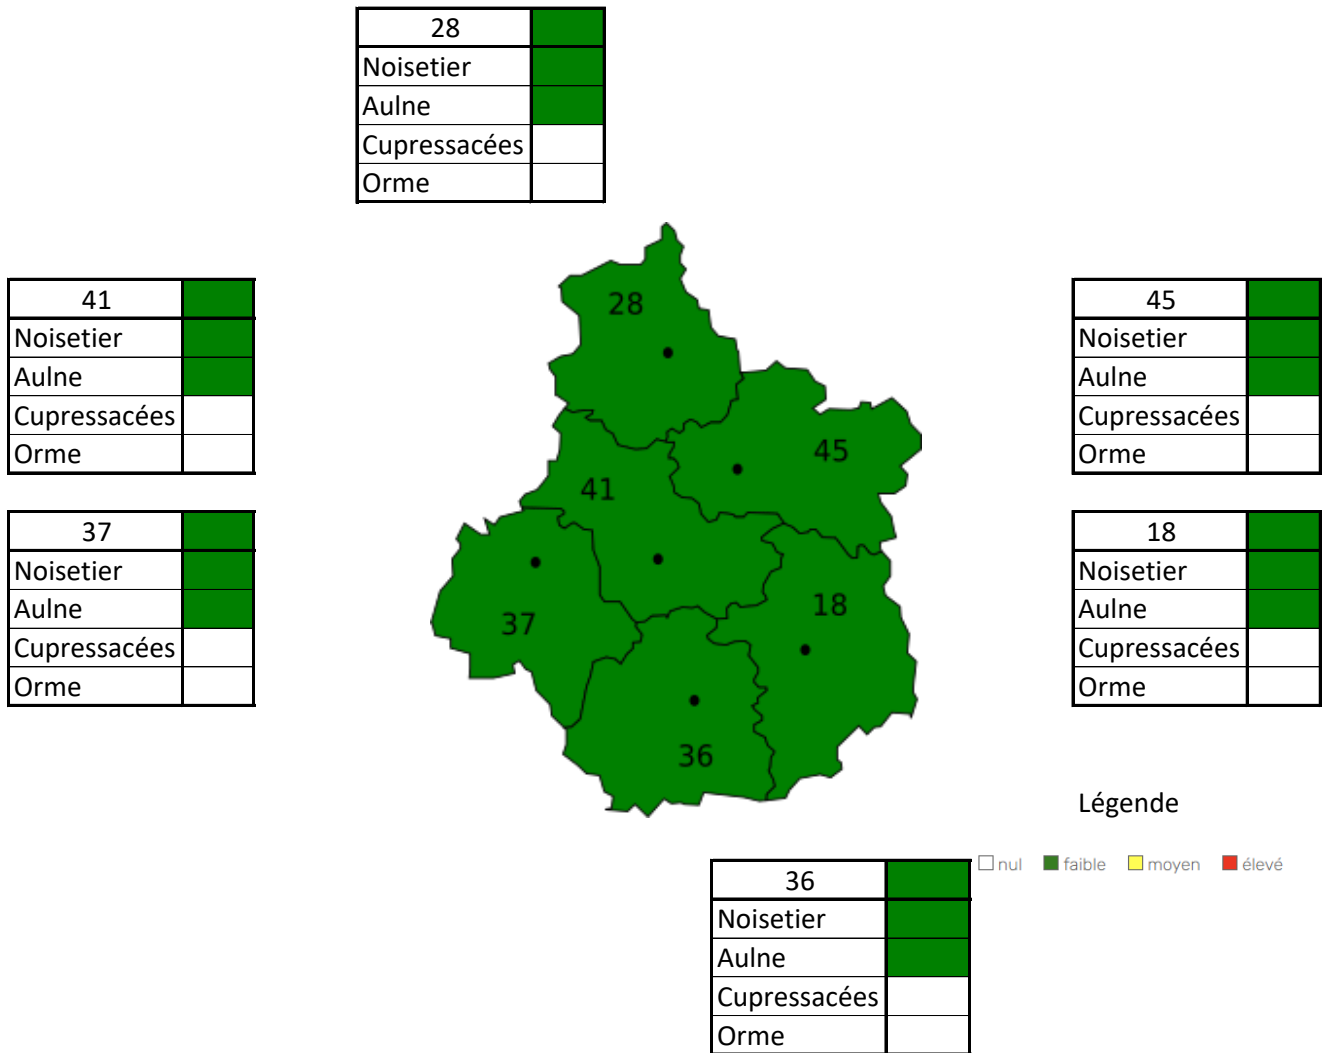 28
Noisetier
Aulne
Cupressacées
Orme
41
Noisetier
Aulne
Cupressacées
Orme
37
Noisetier
Aulne
Cupressacées
Orme
28
45
41
37
18
36
45
Noisetier
Aulne
Cupressacées
Orme
18
Noisetier
Aulne
Cupressacées
Orme
Légende
nul faible moyen élevé
36
Noisetier
Aulne
Cupressacées
Orme